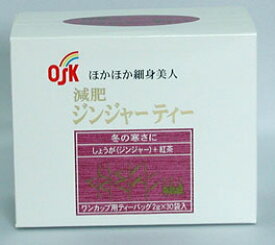 OSK
ほかほか細身美人
減肥
ジンジャーティー
冬の寒さに
しょうが(ジンジャー)+紅茶
ワンカップ用ティーバッグ2g×30袋入